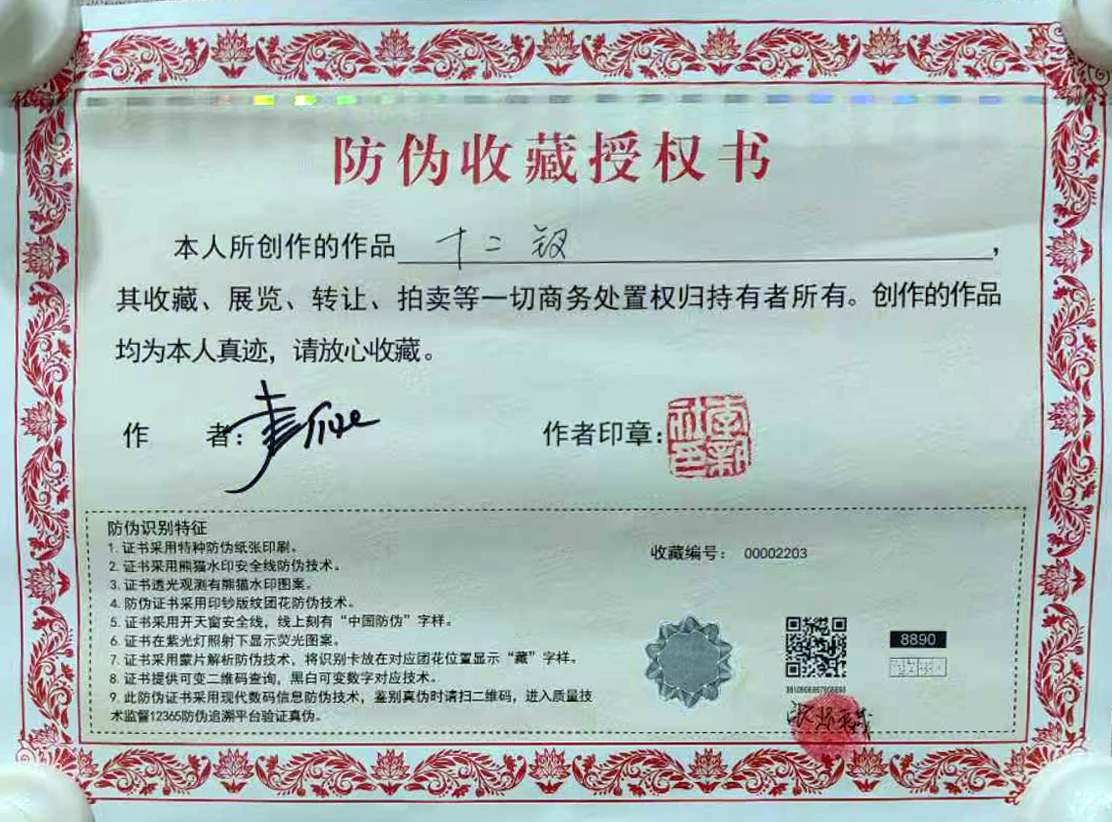 防伪收藏授权书
本人所创作的作品 十二钗，
其收藏、展览、转让、拍卖等一切商务处置权归持有者所有。创作的作品
均为本人真迹，请放心收藏。
作 者： 作者印章：
防伪识别特征
1. 证书采用特种防伪纸张印刷。
2. 证书采用熊猫水印安全线防伪技术。
3. 证书透光观测有熊猫水印图案。
4. 防伪证书采用印钞版纹团花防伪技术。
5. 证书采用开天窗安全线，线上刻有“中国防伪”字样。
6. 证书在紫光灯照射下显示荧光图案。
7. 证书采用蒙片解析防伪技术，将识别卡放在对应团花位置显示“藏”字样。
8. 证书提供可变二维码查询，黑白可变数字对应技术。
9. 此防伪证书采用现代数码信息防伪技术，鉴别真伪时请扫二维码，进入质量技
术监督12365防伪追溯平台验证真伪。
收藏编号： 00002203
8890